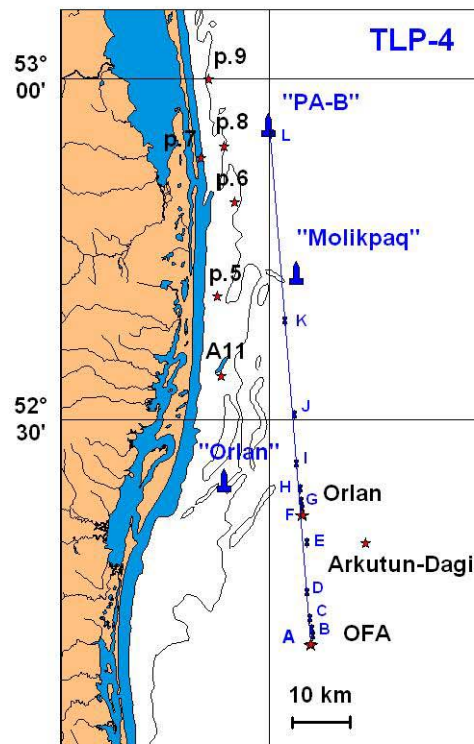 TLP-4
53°
00'
p.9
"PA-B"
p.8
L
p.7
p.6
"Molikpaq"
p.5
K
A11
52°
30'
J
"Orlan"
I
H
Orlan
G
F
E
Arkutun-Dagi
D
C
B
A
OFA
10 km